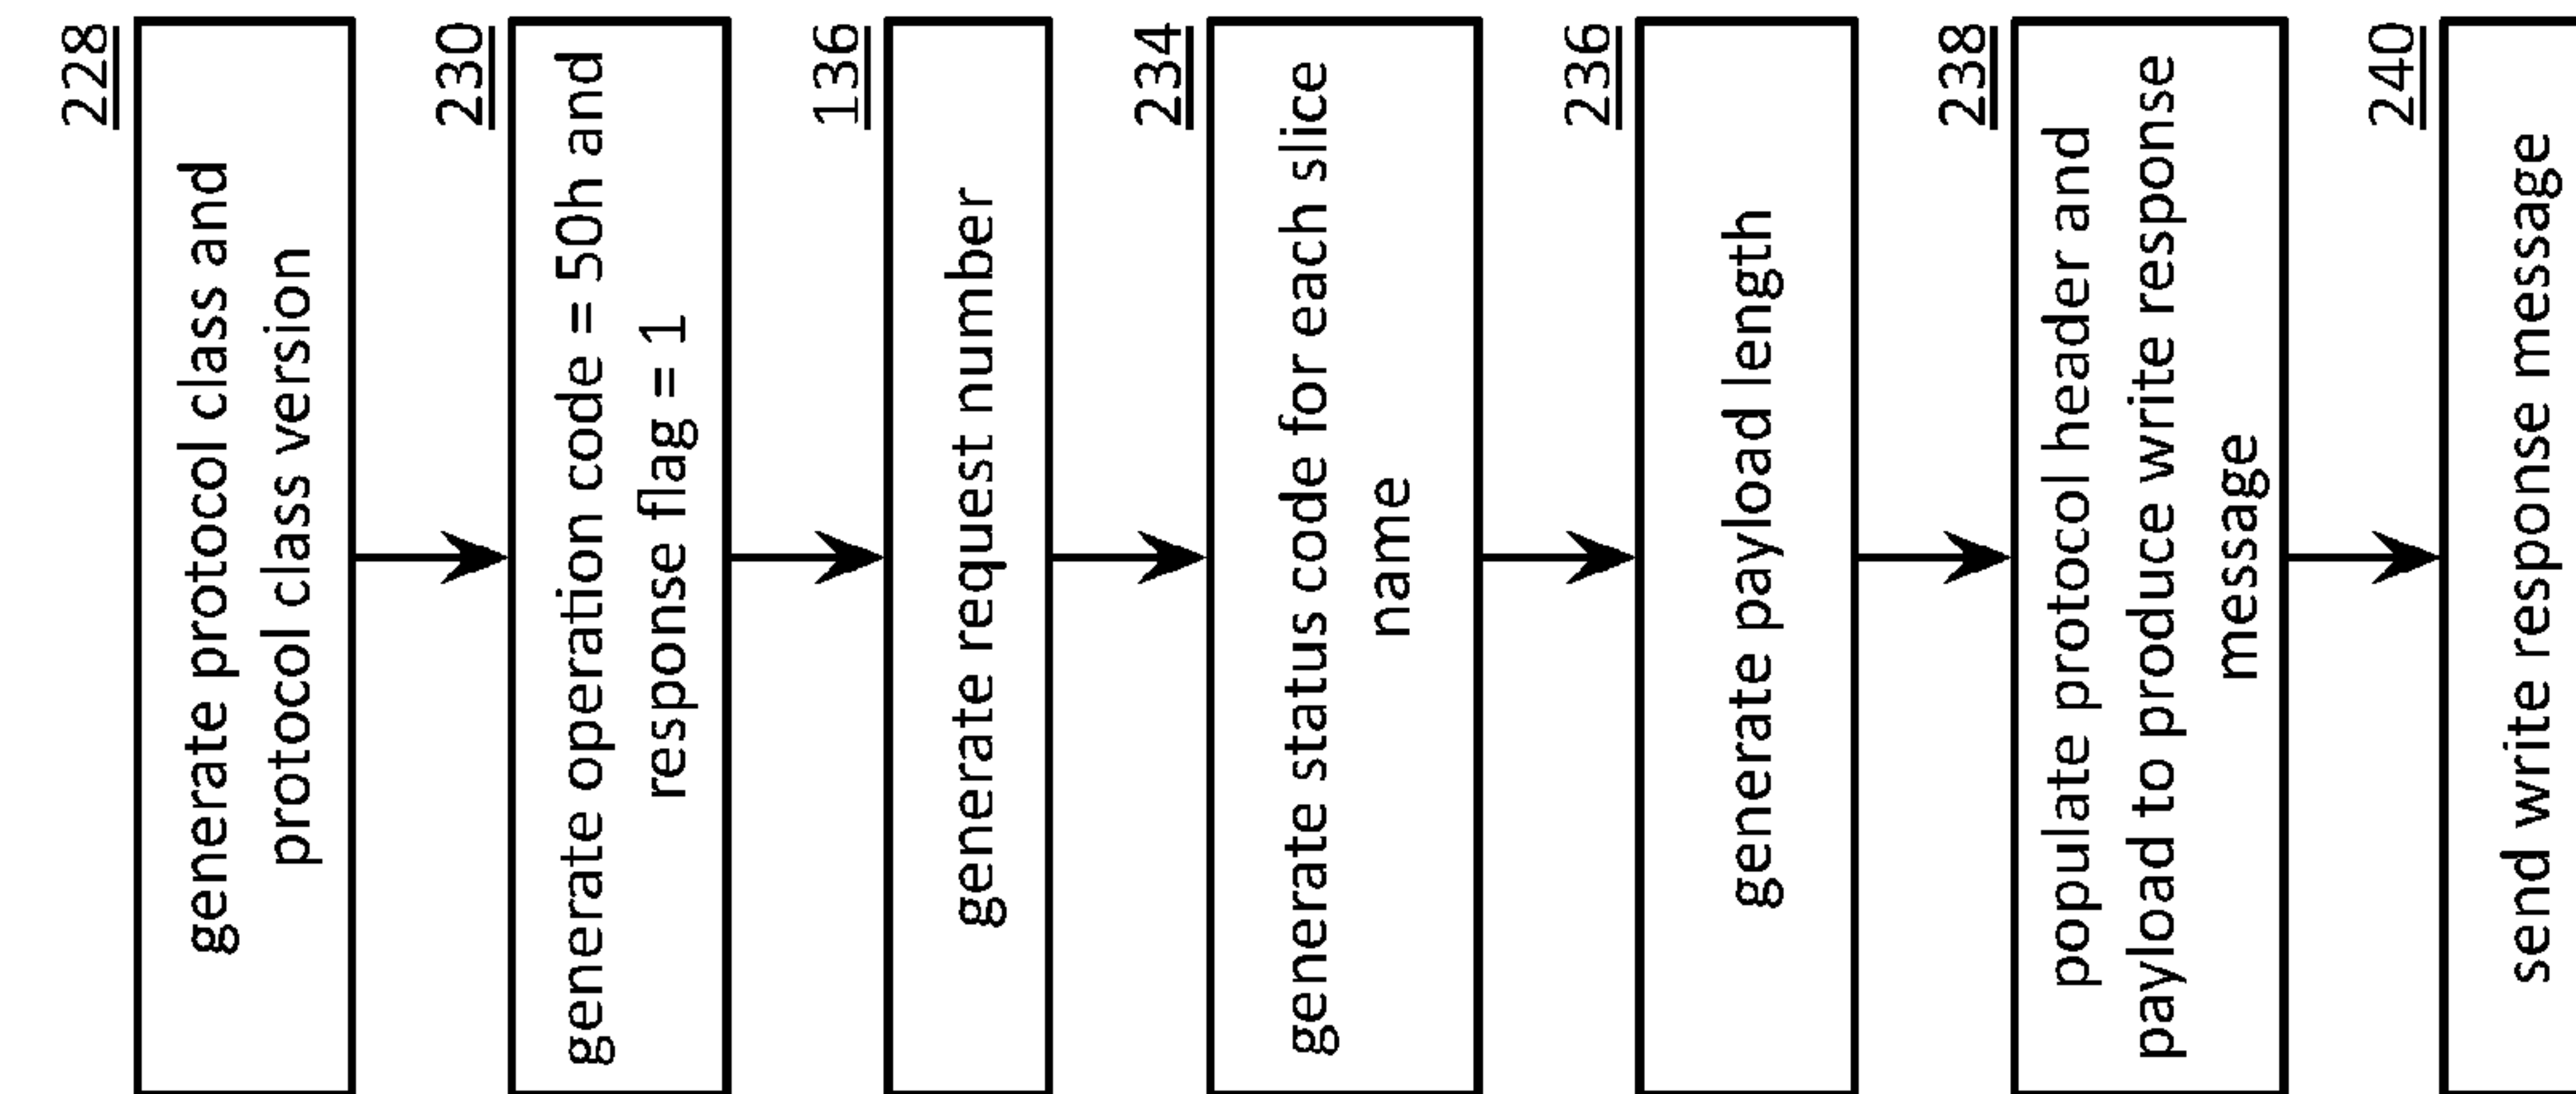 228
generate protocol class and
protocol class version
230
generate operation code = 50h and
response flag = 1
136
generate request number
234
generate status code for each slice
name
236
generate payload length
238
populate protocol header and
payload to produce write response
message
240
send write response message